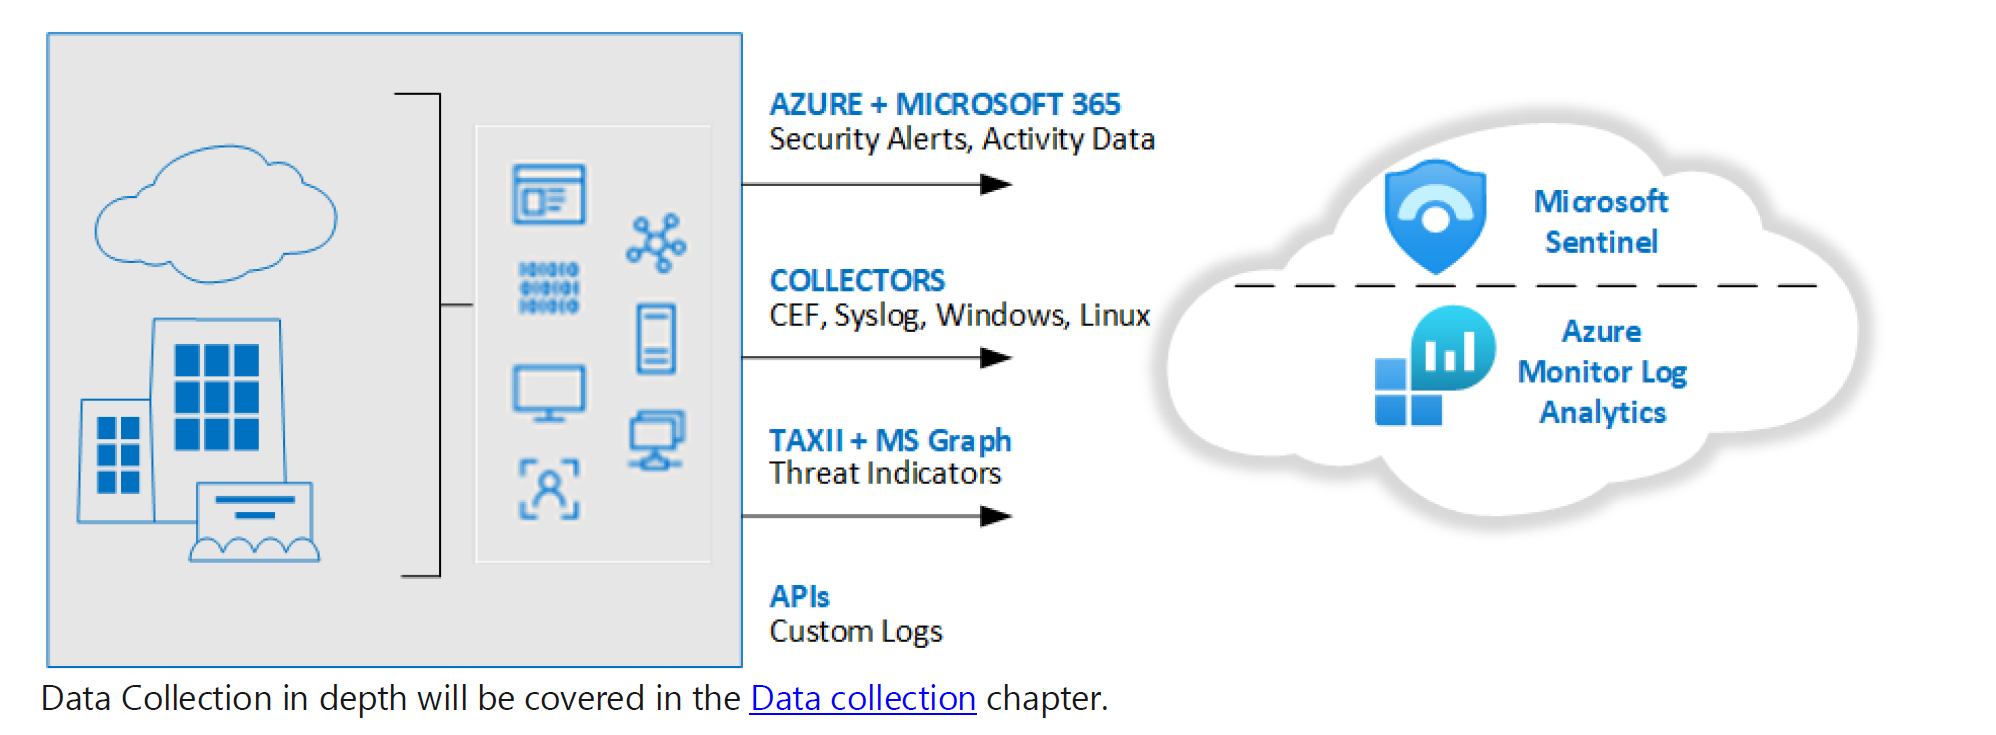 AZURE + MICROSOFT 365
Security Alerts, Activity Data
COLLECTORS
CEF, Syslog, Windows, Linux
TAXII + MS Graph
Threat Indicators
APIs
Custom Logs
Microsoft
Sentinel
Azure
Monitor Log
Analytics
Data Collection in depth will be covered in the Data collection chapter.